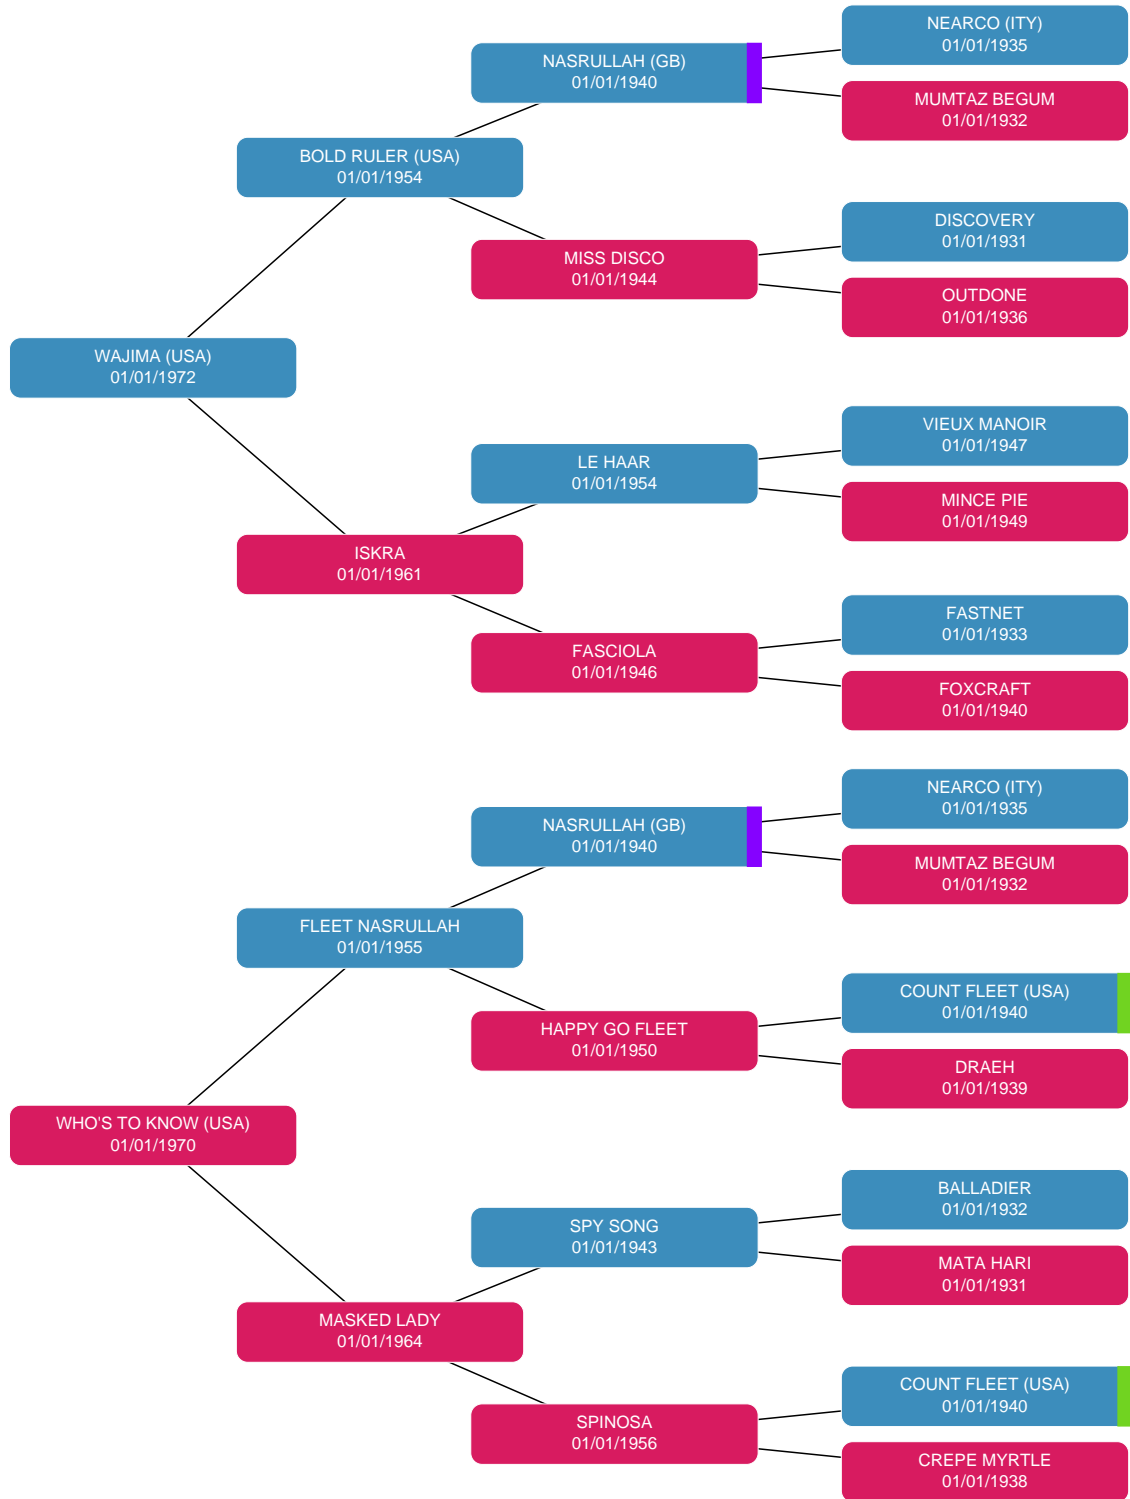 NEARCO (ITY)
01/01/1935
NASRULLAH (GB)
01/01/1940
MUMTAZ BEGUM
01/01/1932
BOLD RULER (USA)
01/01/1954
DISCOVERY
01/01/1931
MISS DISCO
01/01/1944
OUTDONE
01/01/1936
WAJIMA (USA)
01/01/1972
VIEUX MANOIR
01/01/1947
LE HAAR
01/01/1954
MINCE PIE
01/01/1949
ISKRA
01/01/1961
FASTNET
01/01/1933
FASCIOLA
01/01/1946
FOXCRAFT
01/01/1940
NEARCO (ITY)
01/01/1935
NASRULLAH (GB)
01/01/1940
MUMTAZ BEGUM
01/01/1932
FLEET NASRULLAH
01/01/1955
COUNT FLEET (USA)
01/01/1940
HAPPY GO FLEET
01/01/1950
DRAEH
01/01/1939
WHO'S TO KNOW (USA)
01/01/1970
BALLADIER
01/01/1932
SPY SONG
01/01/1943
MATA HARI
01/01/1931
MASKED LADY
01/01/1964
COUNT FLEET (USA)
01/01/1940
SPINOSA
01/01/1956
CREPE MYRTLE
01/01/1938